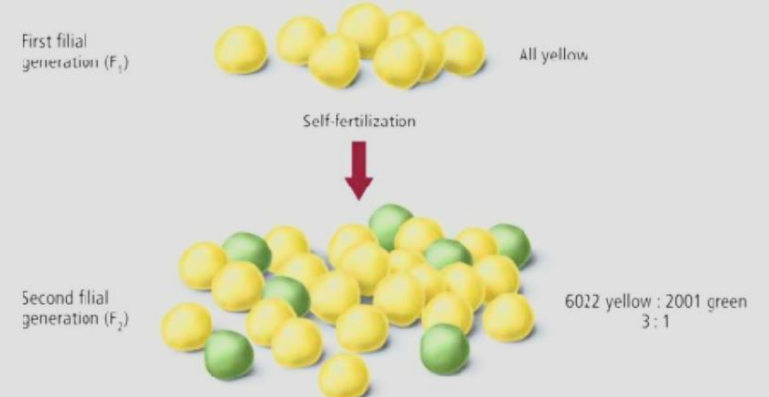 First filial
generation (F₁)
All yellow
Self-fertilization
Second filial
generation (F₂)
6022 yellow : 2001 green
3 : 1